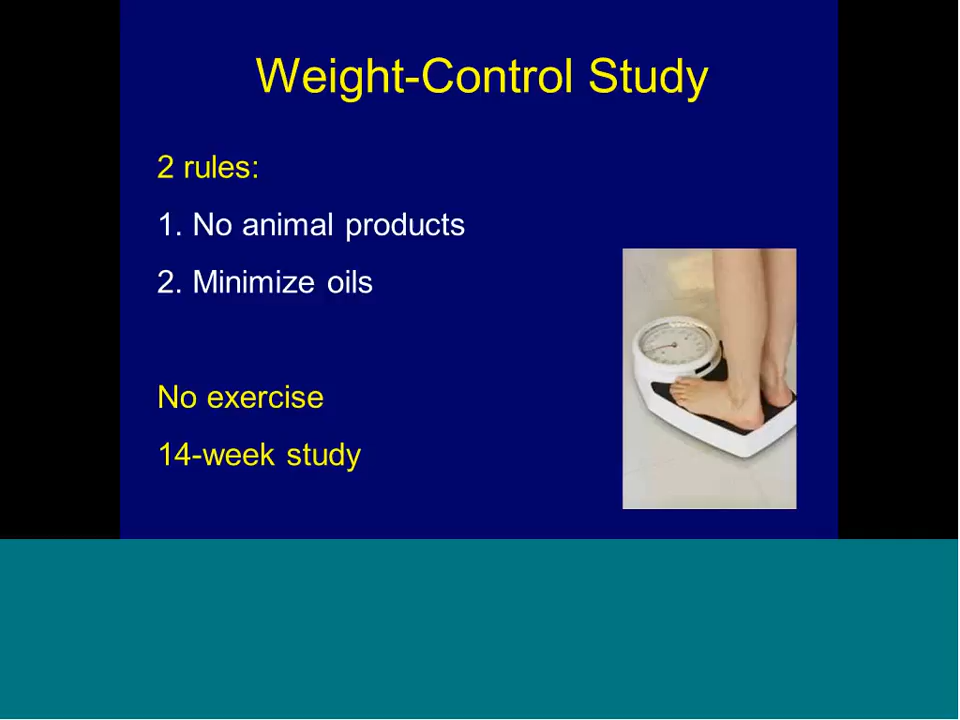 Weight-Control Study
2 rules:
1. No animal products
2. Minimize oils
No exercise
14-week study